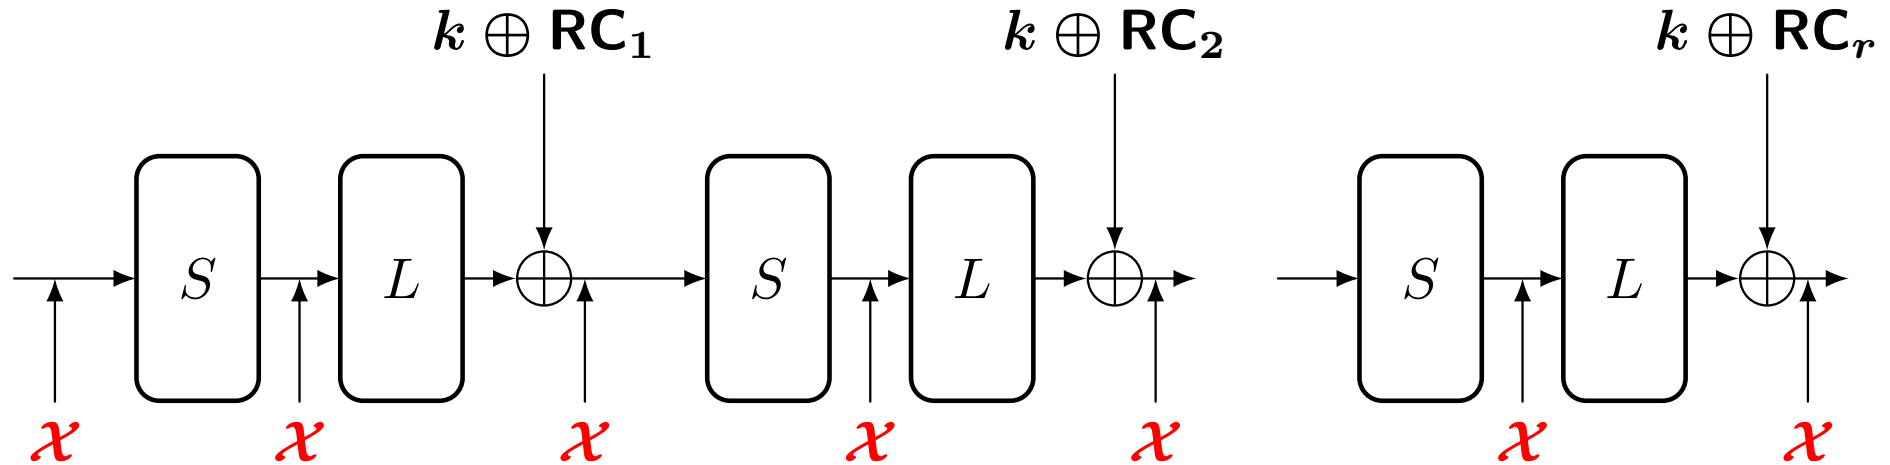 k ⊕ RC₁ k ⊕ RC₂ k ⊕ RCᵣ
S L S L S L
𝒳 𝒳 𝒳 𝒳 𝒳 𝒳 𝒳